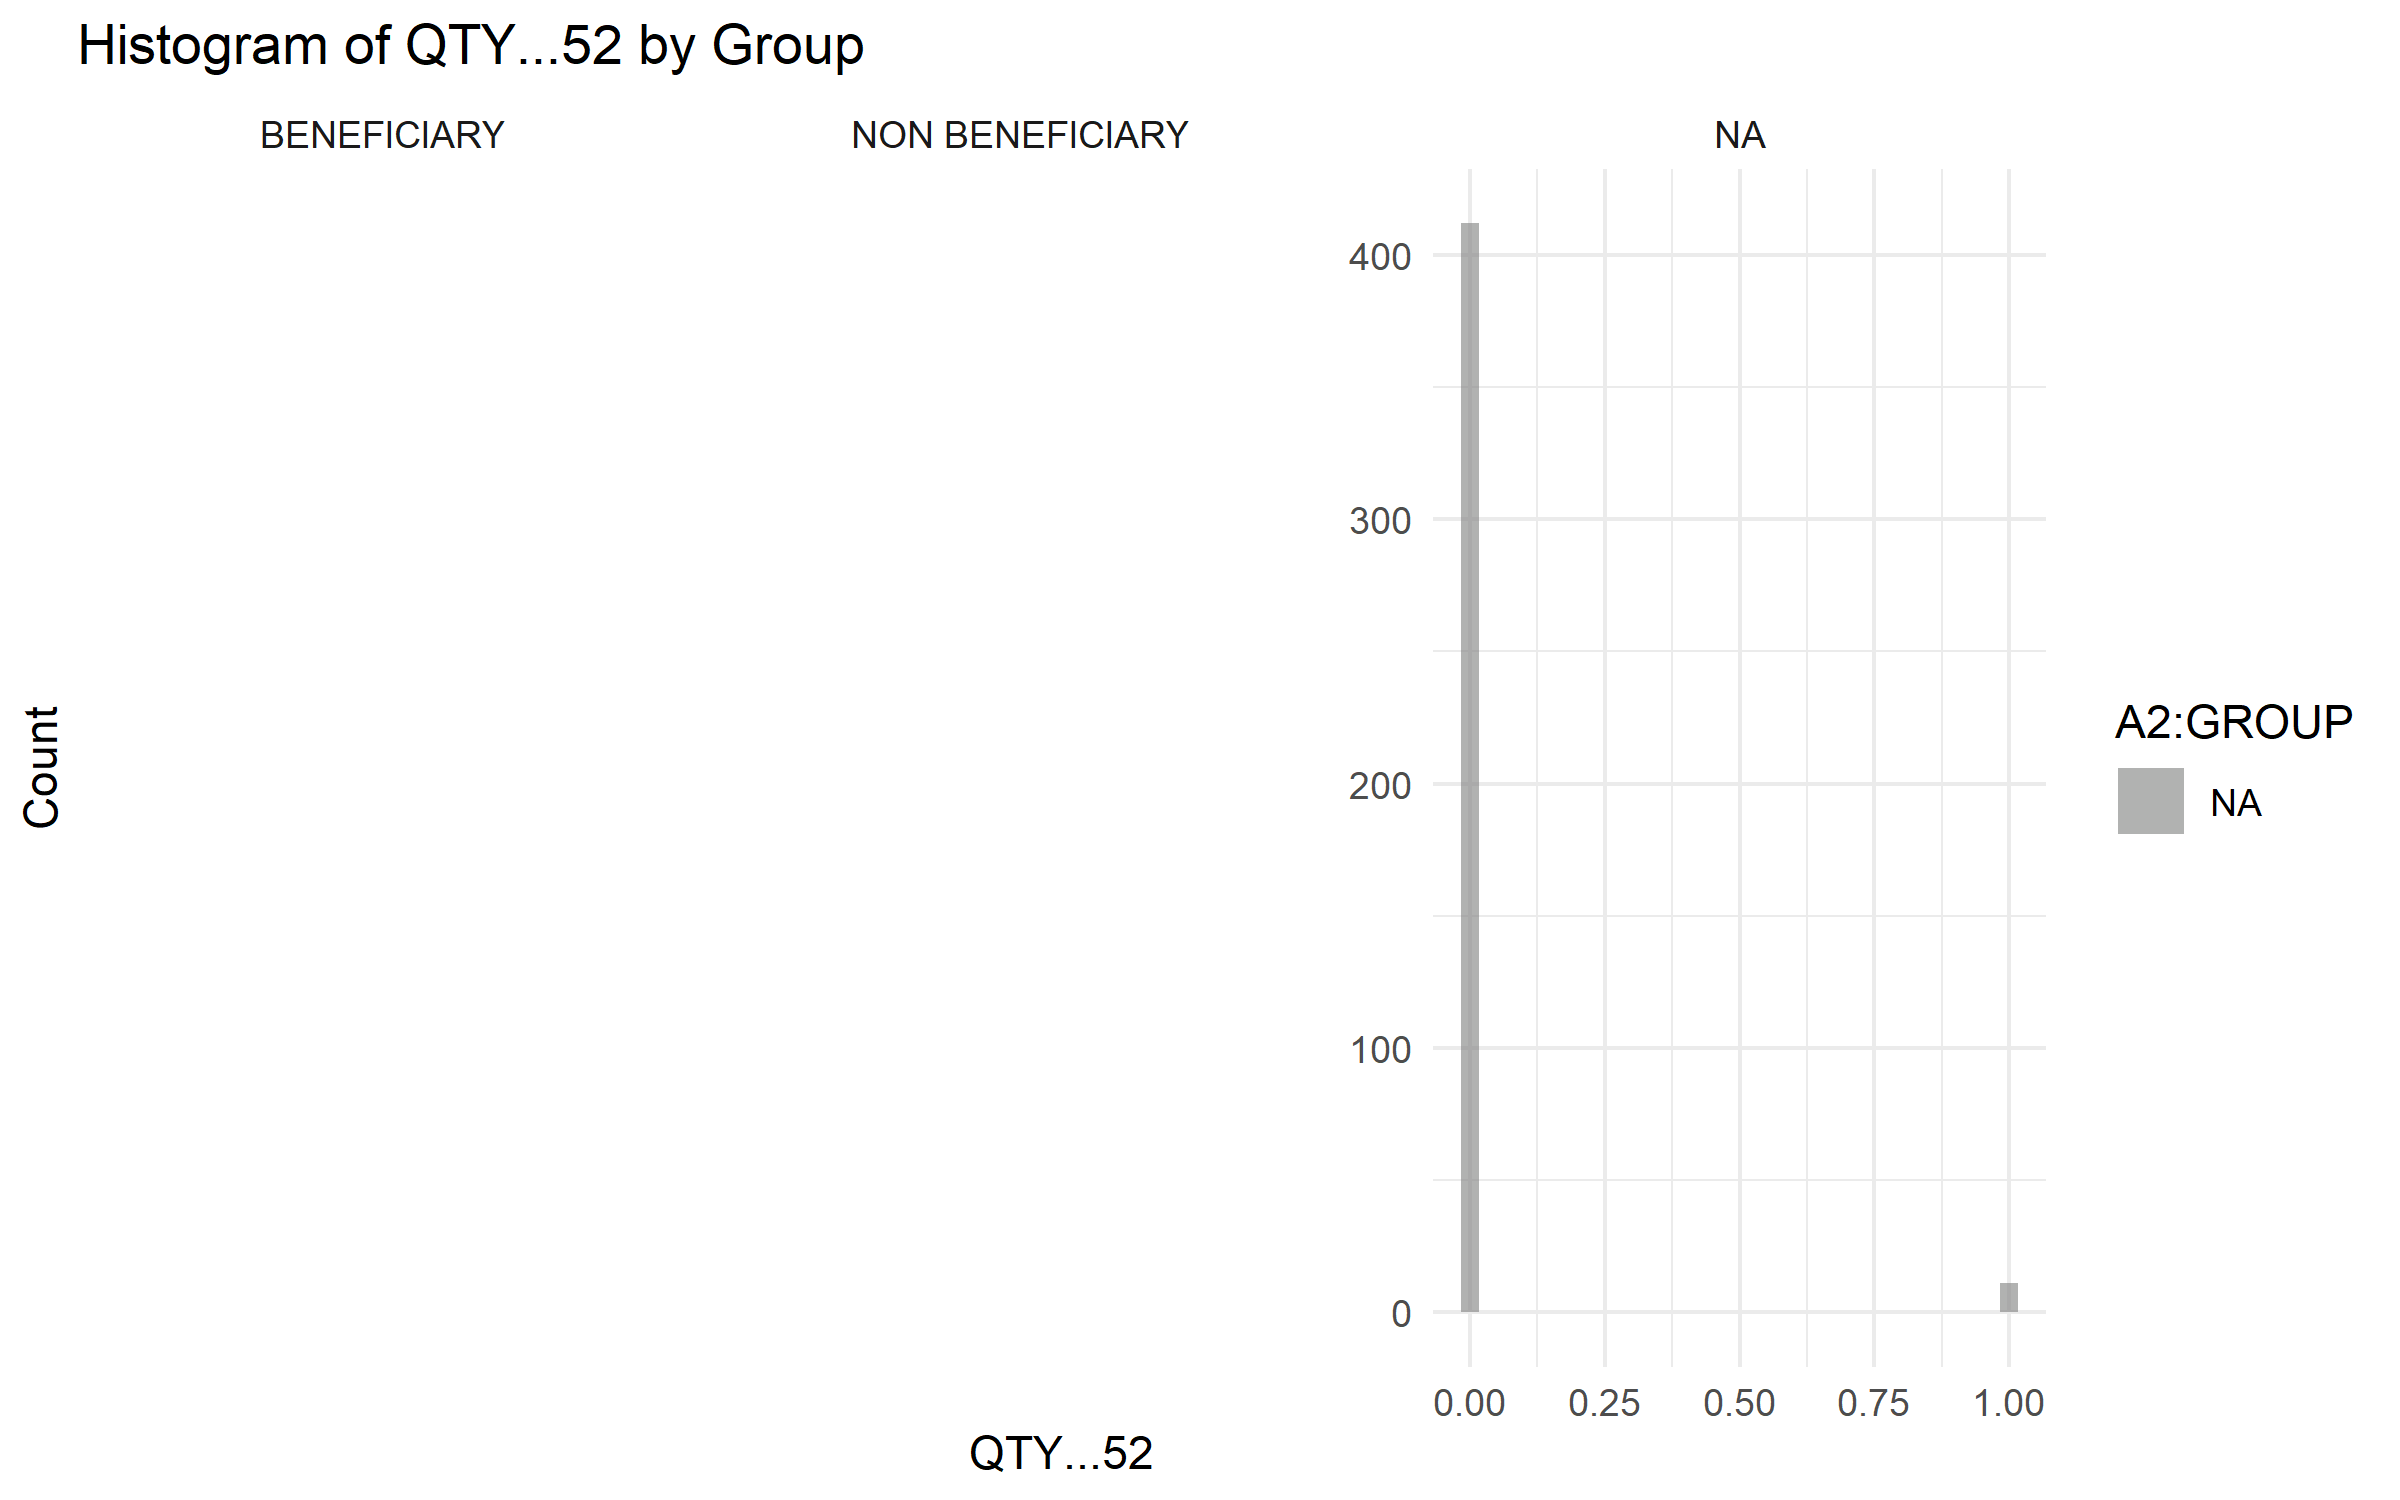 Histogram of QTY...52 by Group
BENEFICIARY
NON BENEFICIARY
NA
Count
400
300
200
100
0
0.00
0.25
0.50
0.75
1.00
QTY...52
A2:GROUP
NA